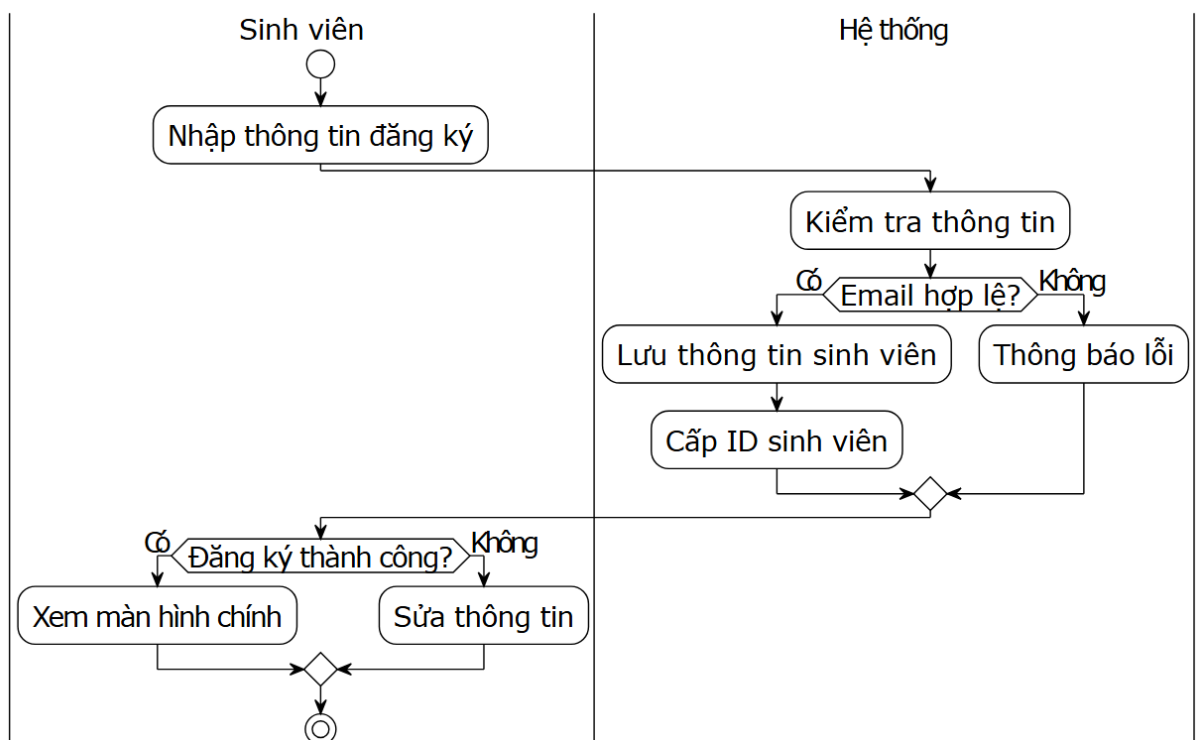 Sinh viên
Hệ thống
Nhập thông tin đăng ký
Kiểm tra thông tin
Có
Email hợp lệ?
Không
Lưu thông tin sinh viên
Thông báo lỗi
Cấp ID sinh viên
Có
Đăng ký thành công?
Không
Xem màn hình chính
Sửa thông tin